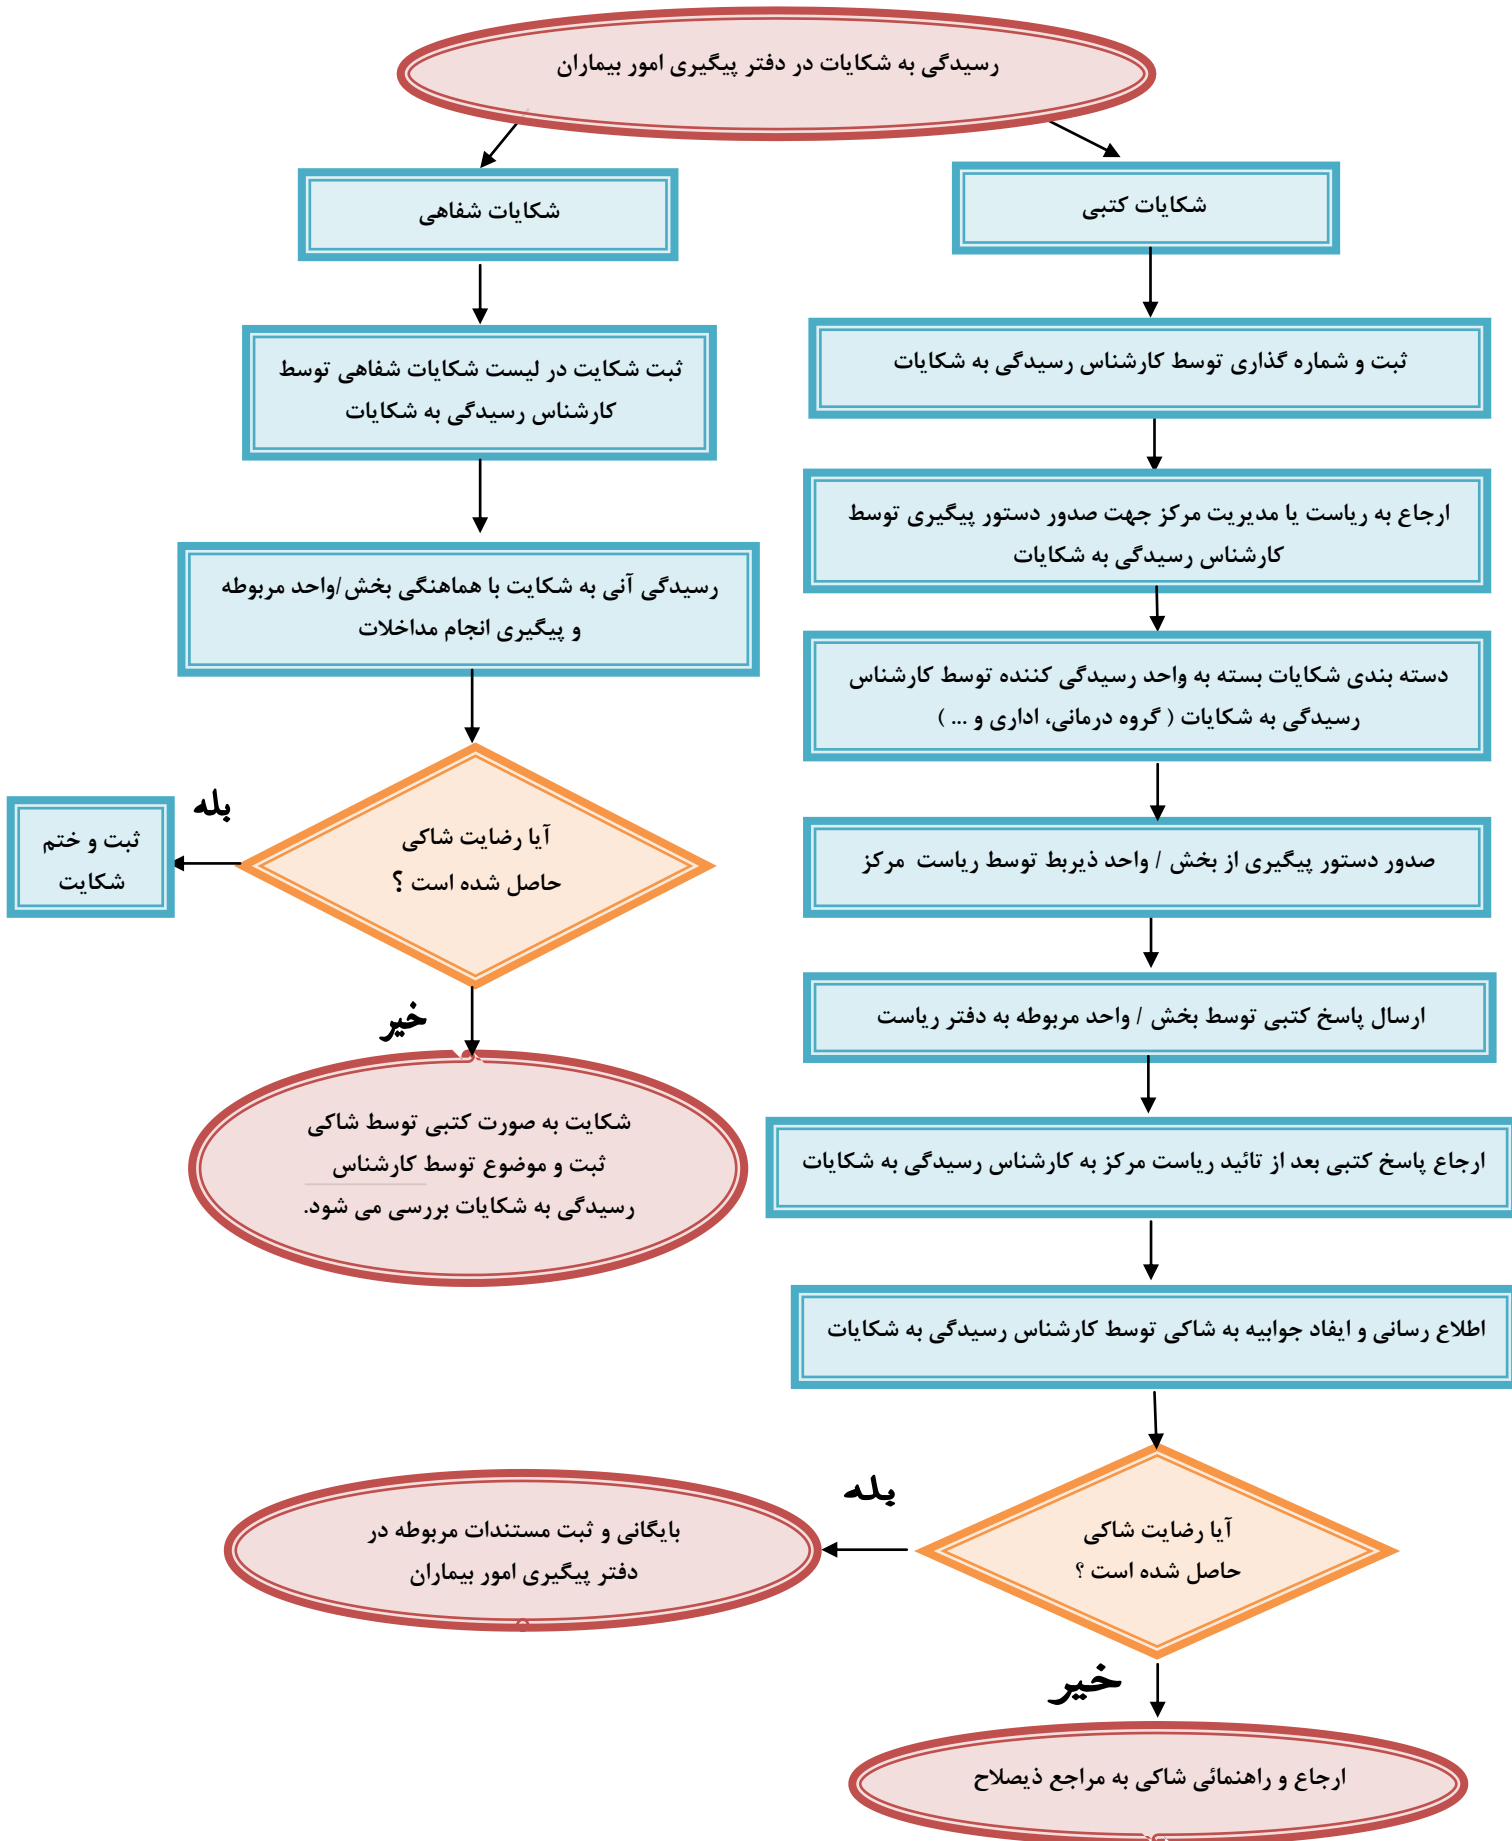 رسیدگی به شکایات در دفتر پیگیری امور بیماران
شکایات کتبی
ثبت و شماره گذاری توسط کارشناس رسیدگی به شکایات
ارجاع به ریاست یا مدیریت مرکز جهت صدور دستور پیگیری توسط
کارشناس رسیدگی به شکایات
دسته بندی شکایات بسته به واحد رسیدگی کننده توسط کارشناس
رسیدگی به شکایات ( گروه درمانی، اداری و ... )
صدور دستور پیگیری از بخش / واحد ذیربط توسط ریاست مرکز
ارسال پاسخ کتبی توسط بخش / واحد مربوطه به دفتر ریاست
ارجاع پاسخ کتبی بعد از تائید ریاست مرکز به کارشناس رسیدگی به شکایات
اطلاع رسانی و ایفاد جوابیه به شاکی توسط کارشناس رسیدگی به شکایات
آیا رضایت شاکی
حاصل شده است ؟
بله
بایگانی و ثبت مستندات مربوطه در
دفتر پیگیری امور بیماران
خیر
ارجاع و راهنمائی شاکی به مراجع ذیصلاح
شکایات شفاهی
ثبت شکایت در لیست شکایات شفاهی توسط
کارشناس رسیدگی به شکایات
رسیدگی آنی به شکایت با هماهنگی بخش/واحد مربوطه
و پیگیری انجام مداخلات
آیا رضایت شاکی
حاصل شده است ؟
بله
ثبت و ختم
شکایت
خیر
شکایت به صورت کتبی توسط شاکی
ثبت و موضوع توسط کارشناس
رسیدگی به شکایات بررسی می شود.